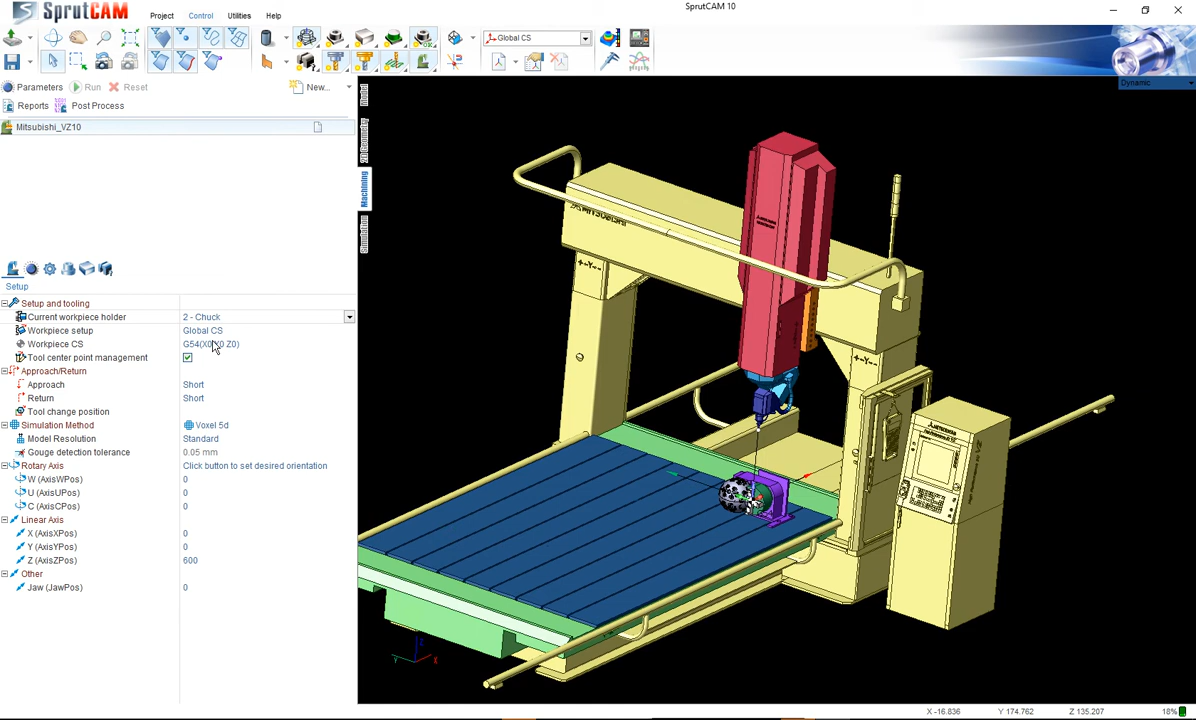 SprutCAM
SprutCAM 10
Project
Control
Utilities
Help
Global CS
Parameters
Run
Reset
New...
Reports
Post Process
Mitsubishi_VZ10
Dynamic
Model
2D Geometry
Machining
Simulation
Setup
Setup and tooling
Current workpiece holder 2 - Chuck
Workpiece setup Global CS
Workpiece CS G54(X0 Y0 Z0)
Tool center point management
Approach/Return
Approach Short
Return Short
Tool change position
Simulation Method Voxel 5d
Model Resolution Standard
Gouge detection tolerance 0.05 mm
Rotary Axis Click button to set desired orientation
W (AxisWPos) 0
U (AxisUPos) 0
C (AxisCPos) 0
Linear Axis
X (AxisXPos) 0
Y (AxisYPos) 0
Z (AxisZPos) 600
Other
Jaw (JawPos) 0
Z
Y
X
X -16.836
Y 174.762
Z 135.207
18%